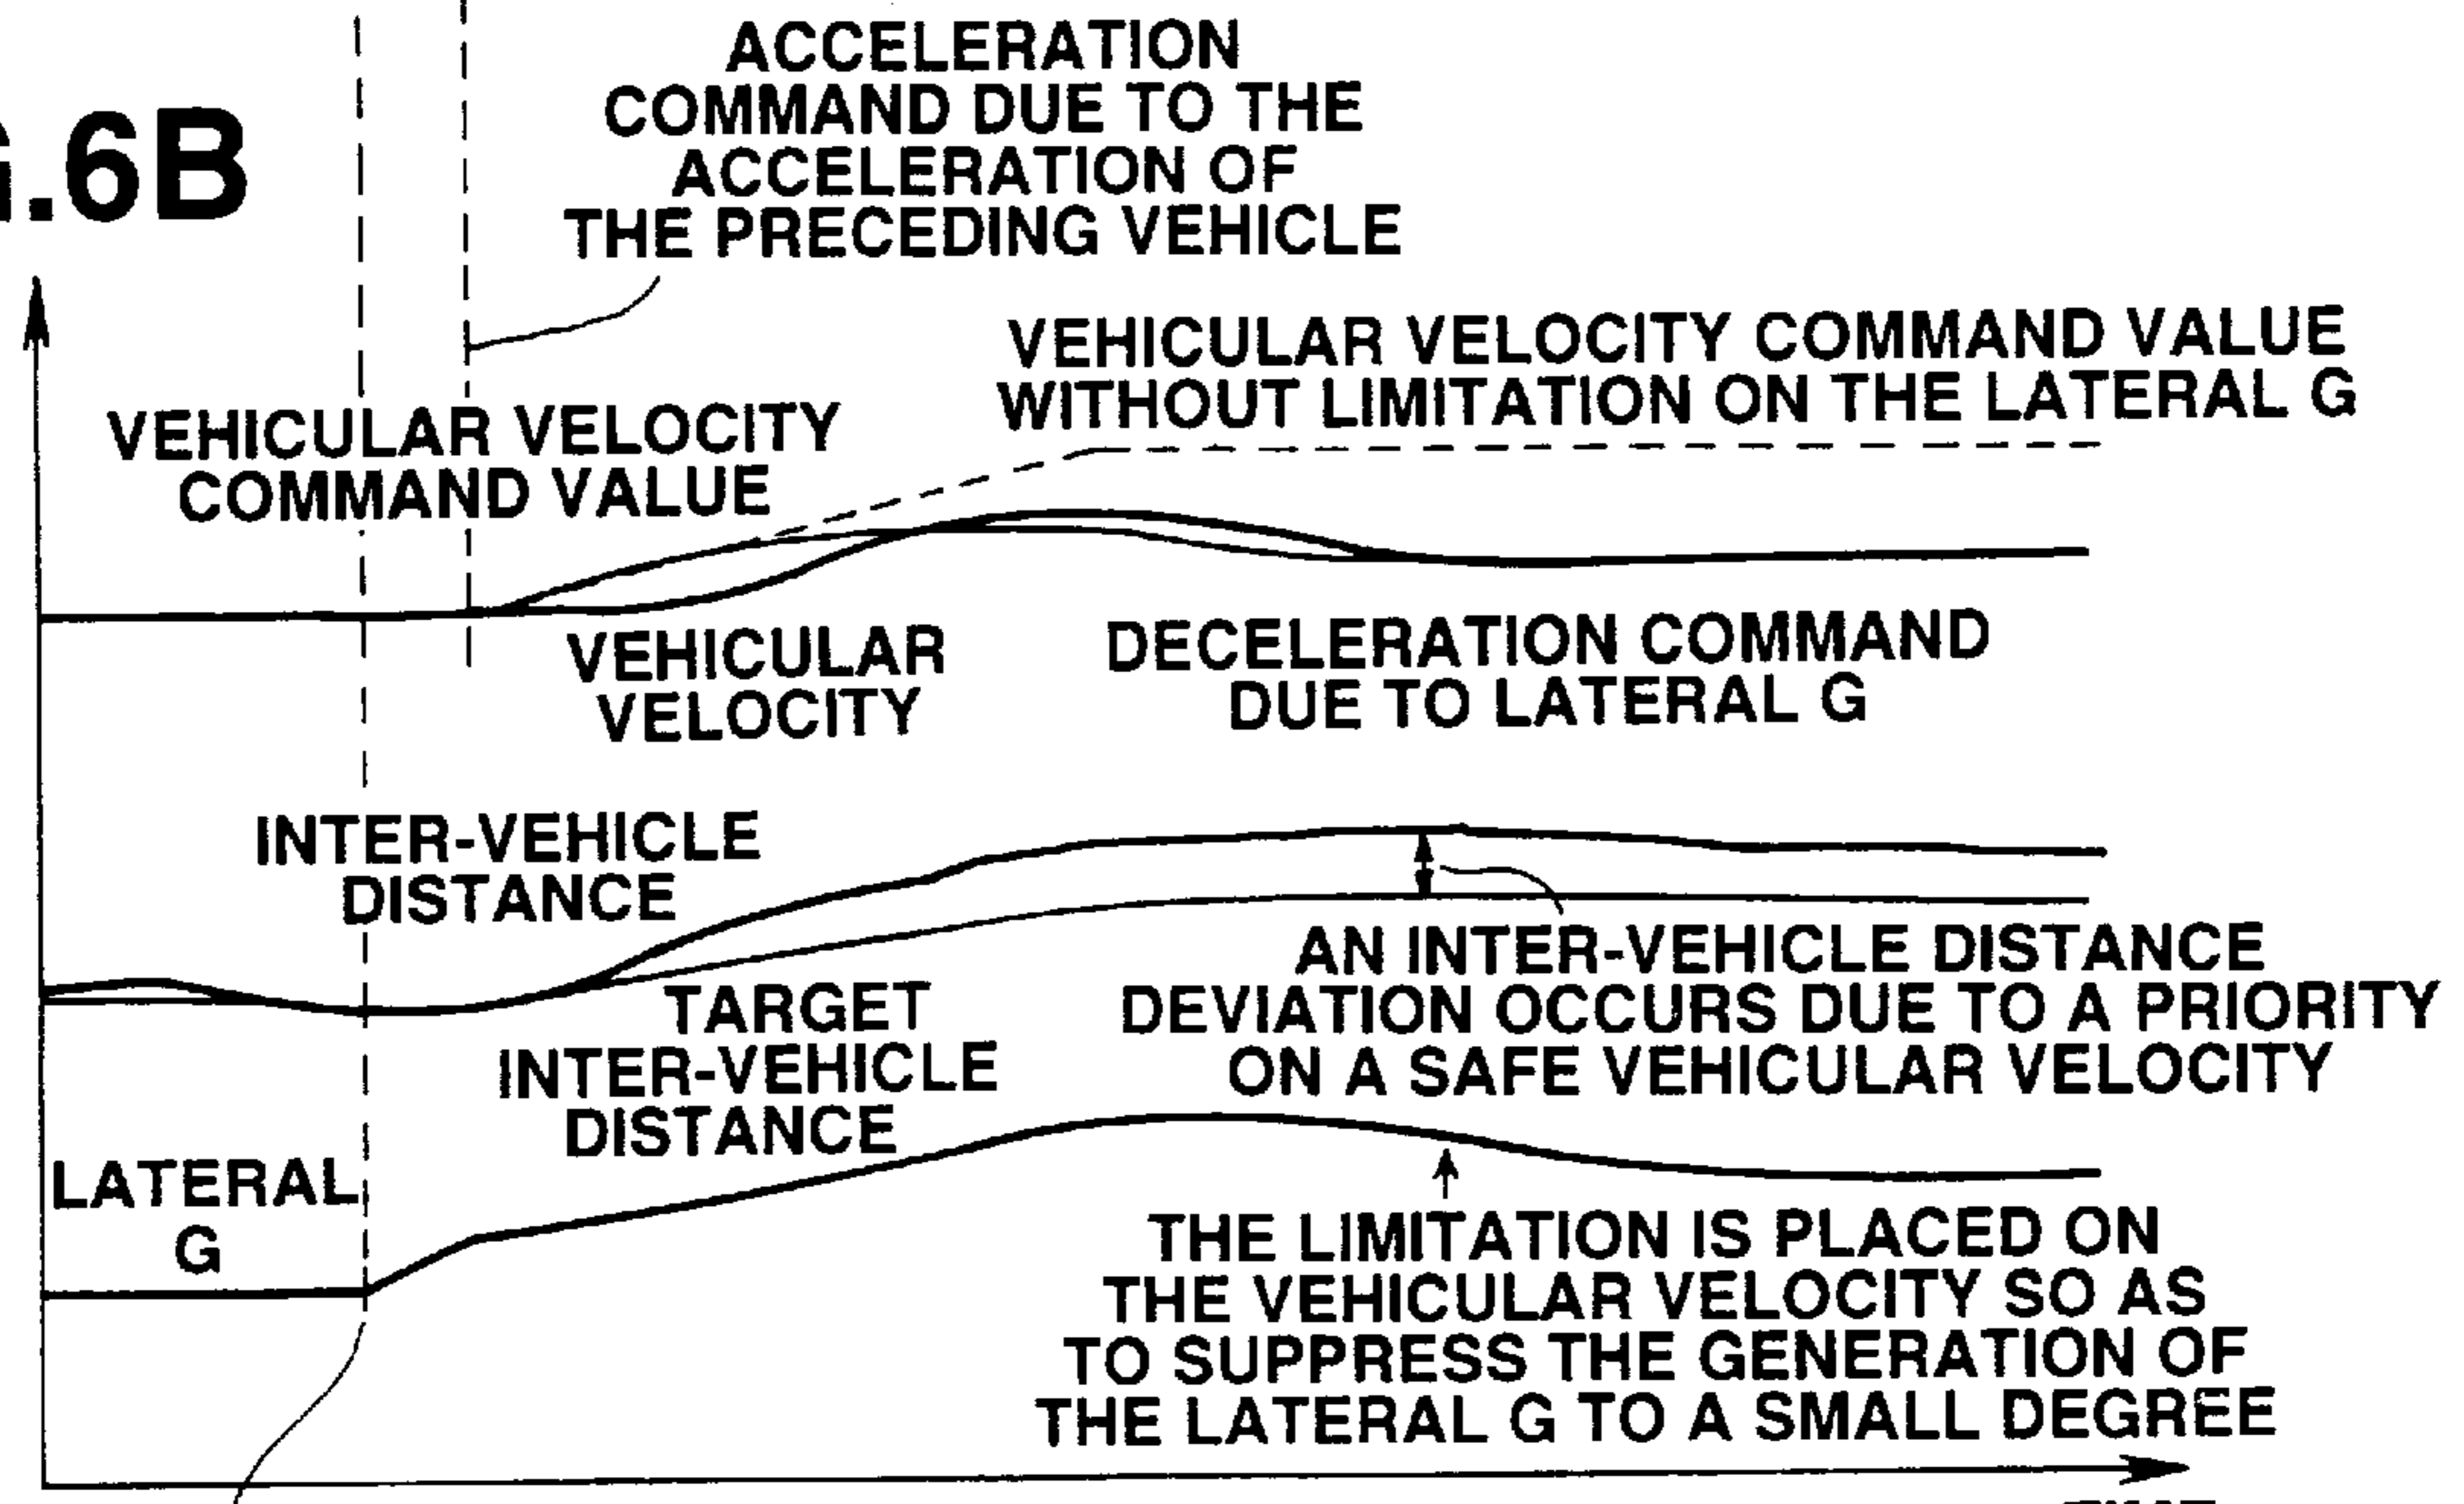 .6B
ACCELERATION
COMMAND DUE TO THE
ACCELERATION OF
THE PRECEDING VEHICLE
VEHICULAR VELOCITY COMMAND VALUE
WITHOUT LIMITATION ON THE LATERAL G
VEHICULAR VELOCITY
COMMAND VALUE
VEHICULAR
VELOCITY
DECELERATION COMMAND
DUE TO LATERAL G
INTER-VEHICLE
DISTANCE
AN INTER-VEHICLE DISTANCE
DEVIATION OCCURS DUE TO A PRIORITY
ON A SAFE VEHICULAR VELOCITY
TARGET
INTER-VEHICLE
DISTANCE
LATERAL
G
THE LIMITATION IS PLACED ON
THE VEHICULAR VELOCITY SO AS
TO SUPPRESS THE GENERATION OF
THE LATERAL G TO A SMALL DEGREE